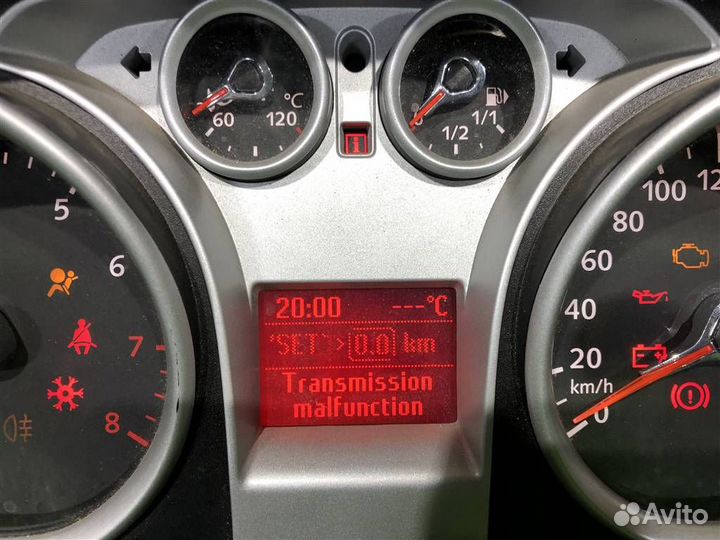 60 120 °C
1/2 1/1
5
6
7
8
20:00 ---°C
"SET" > 0.0 km
Transmission
malfunction
100
80
60
40
20
km/h
0
Avito